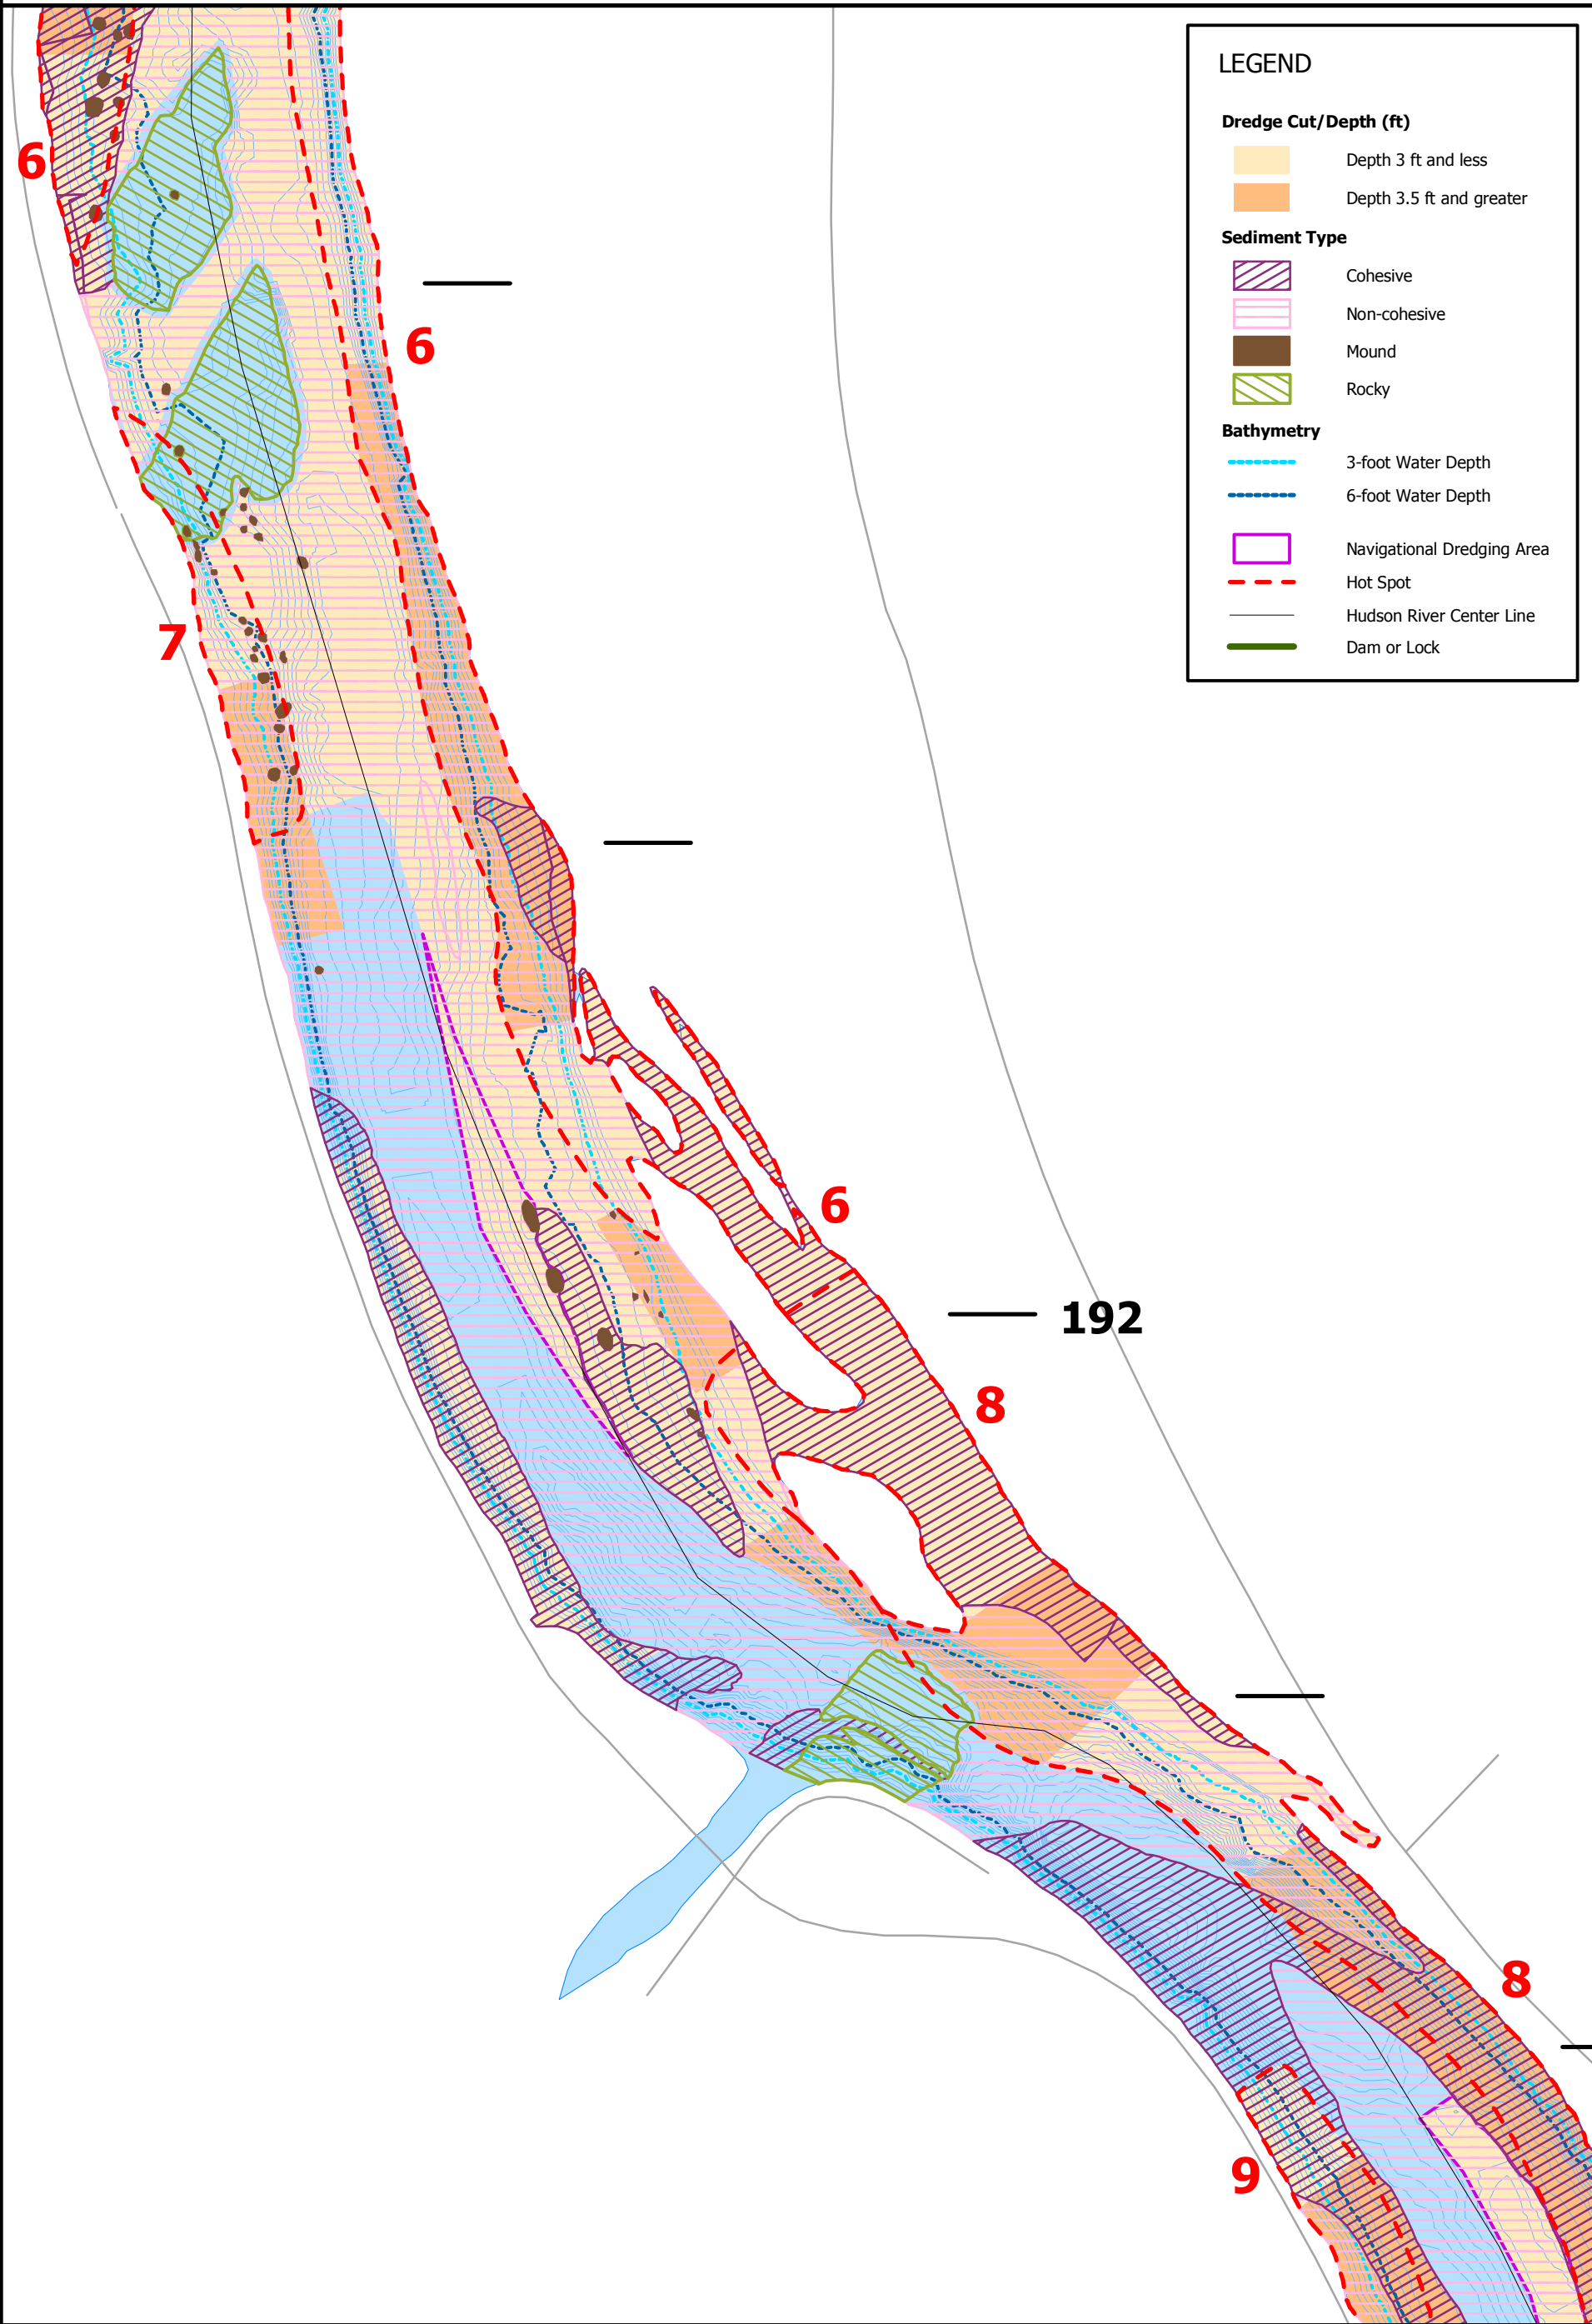 LEGEND
Dredge Cut/Depth (ft)
Depth 3 ft and less
Depth 3.5 ft and greater
Sediment Type
Cohesive
Non-cohesive
Mound
Rocky
Bathymetry
3-foot Water Depth
6-foot Water Depth
Navigational Dredging Area
Hot Spot
Hudson River Center Line
Dam or Lock
6
6
7
6
192
8
8
9